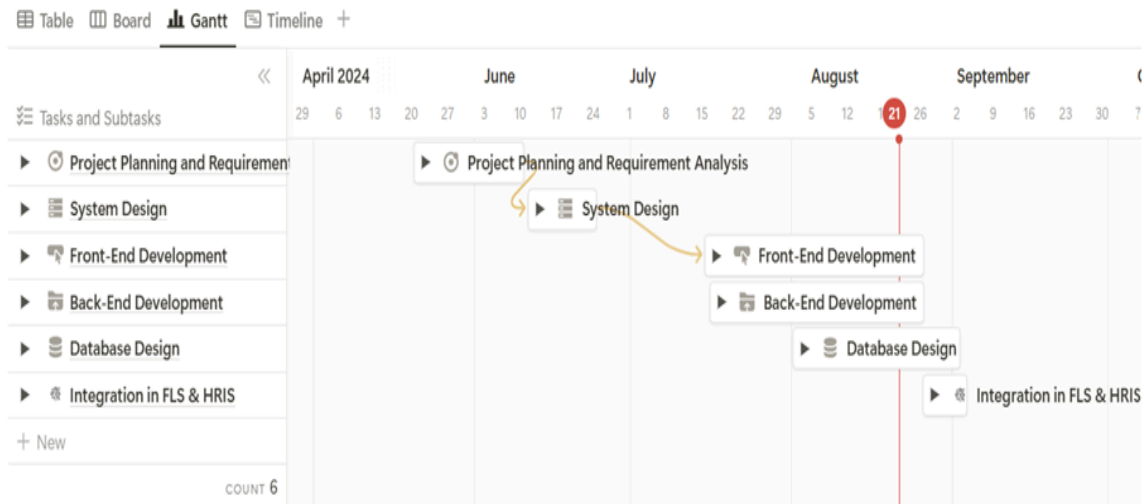 Table Board Gantt Timeline +
April 2024 June July August September
Tasks and Subtasks
29 6 13 20 27 3 10 17 24 1 8 15 22 29 5 12 21 26 2 9 16 23 30 7
Project Planning and Requirement Project Planning and Requirement Analysis
System Design System Design
Front-End Development Front-End Development
Back-End Development Back-End Development
Database Design Database Design
Integration in FLS & HRIS Integration in FLS & HRIS
+ New
COUNT 6